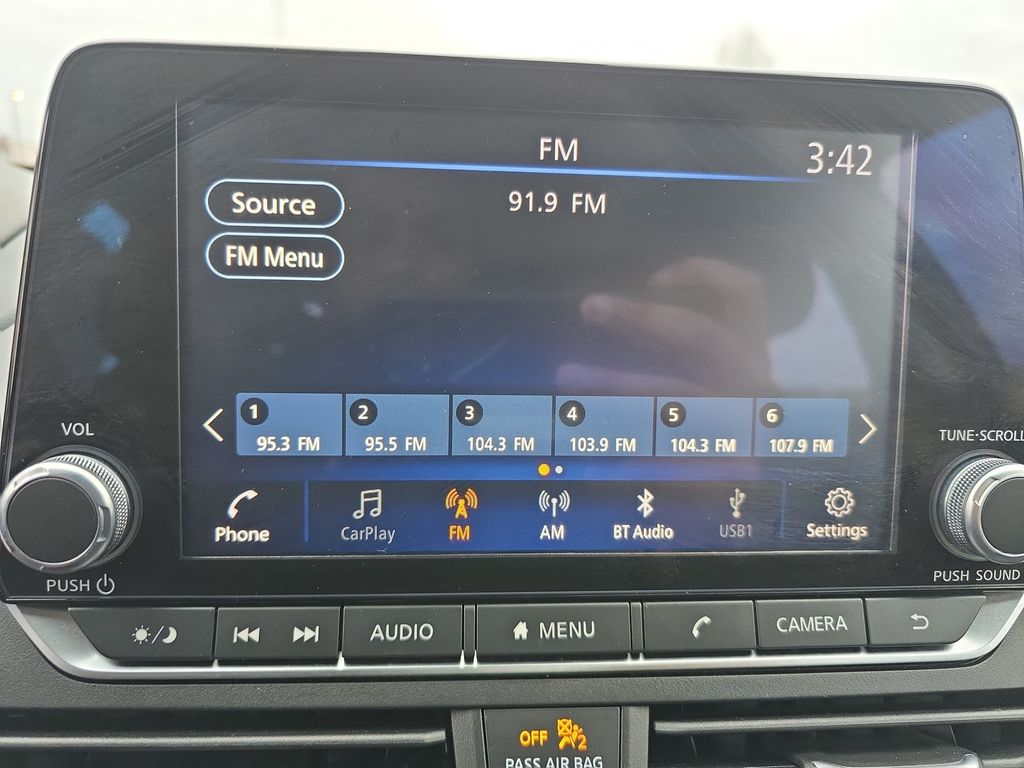 FM
3:42
Source
91.9 FM
FM Menu
1
2
3
4
5
6
95.3 FM
95.5 FM
104.3 FM
103.9 FM
104.3 FM
107.9 FM
VOL
TUNE·SCROLL
Phone
CarPlay
FM
AM
BT Audio
USB1
Settings
PUSH
PUSH SOUND
AUDIO
MENU
CAMERA
OFF 2
PASS AIR BAG